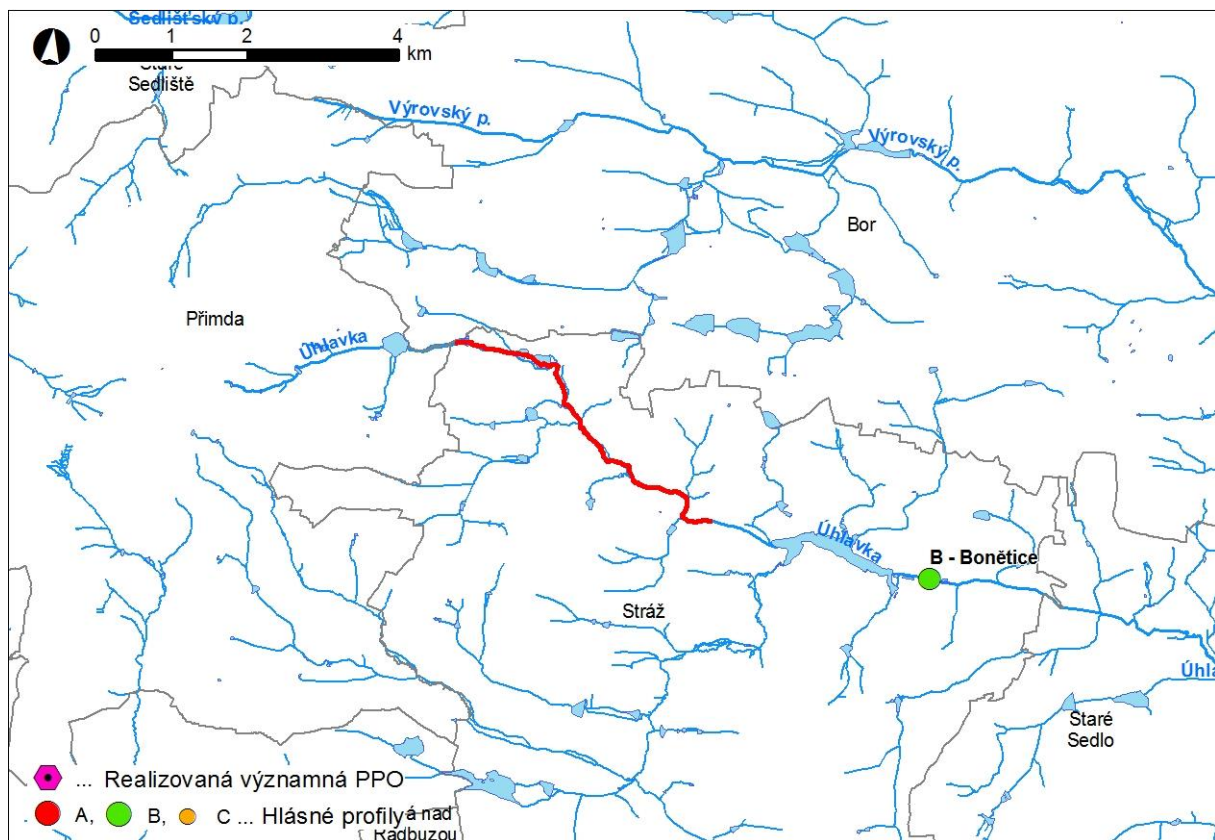 Sedlišťský p.
0 2 4
km
Staré
Sedliště
Výrovský p.
Výrovský p.
Bor
Přimda
Úhlavka
Úhlavka
B - Bonětice
Stráž
Úhla
Staré
Sedlo
... Realizovaná významná PPO
A, B, C ... Hlásné profily
á nad
Radbuzou